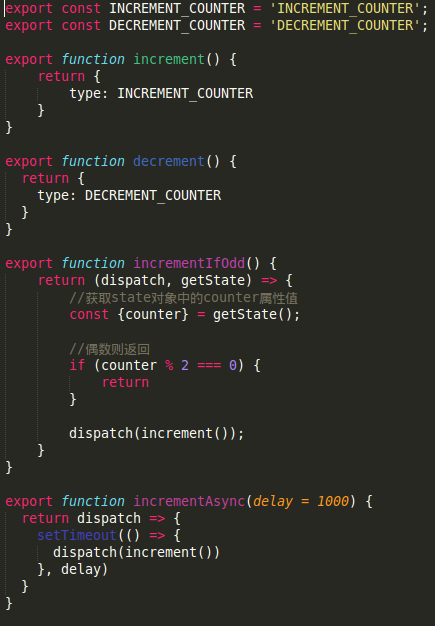 export const INCREMENT_COUNTER = 'INCREMENT_COUNTER';
export const DECREMENT_COUNTER = 'DECREMENT_COUNTER';

export function increment() {
    return {
        type: INCREMENT_COUNTER
    }
}

export function decrement() {
  return {
    type: DECREMENT_COUNTER
  }
}

export function incrementIfOdd() {
    return (dispatch, getState) => {
        //获取state对象中的counter属性值
        const {counter} = getState();

        //偶数则返回
        if (counter % 2 === 0) {
            return
        }

        dispatch(increment());
    }
}

export function incrementAsync(delay = 1000) {
  return dispatch => {
    setTimeout(() => {
      dispatch(increment())
    }, delay)
  }
}